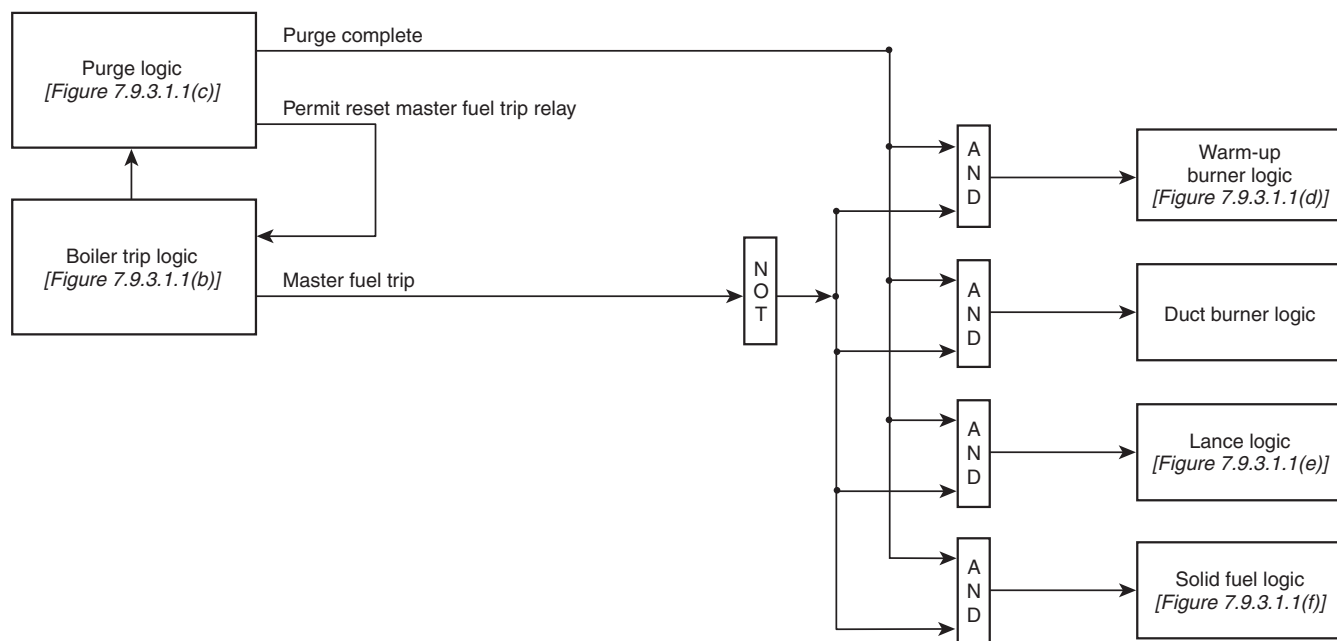 Purge logic
[Figure 7.9.3.1.1(c)]
Purge complete
Permit reset master fuel trip relay
Boiler trip logic
[Figure 7.9.3.1.1(b)]
Master fuel trip
N
O
T
A
N
D
Warm-up
burner logic
[Figure 7.9.3.1.1(d)]
A
N
D
Duct burner logic
A
N
D
Lance logic
[Figure 7.9.3.1.1(e)]
A
N
D
Solid fuel logic
[Figure 7.9.3.1.1(f)]